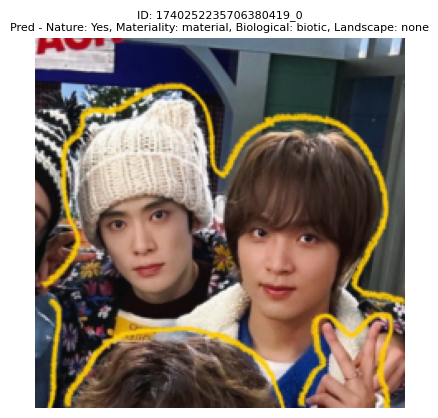 ID: 1740252235706380419_0
Pred - Nature: Yes, Materiality: material, Biological: biotic, Landscape: none